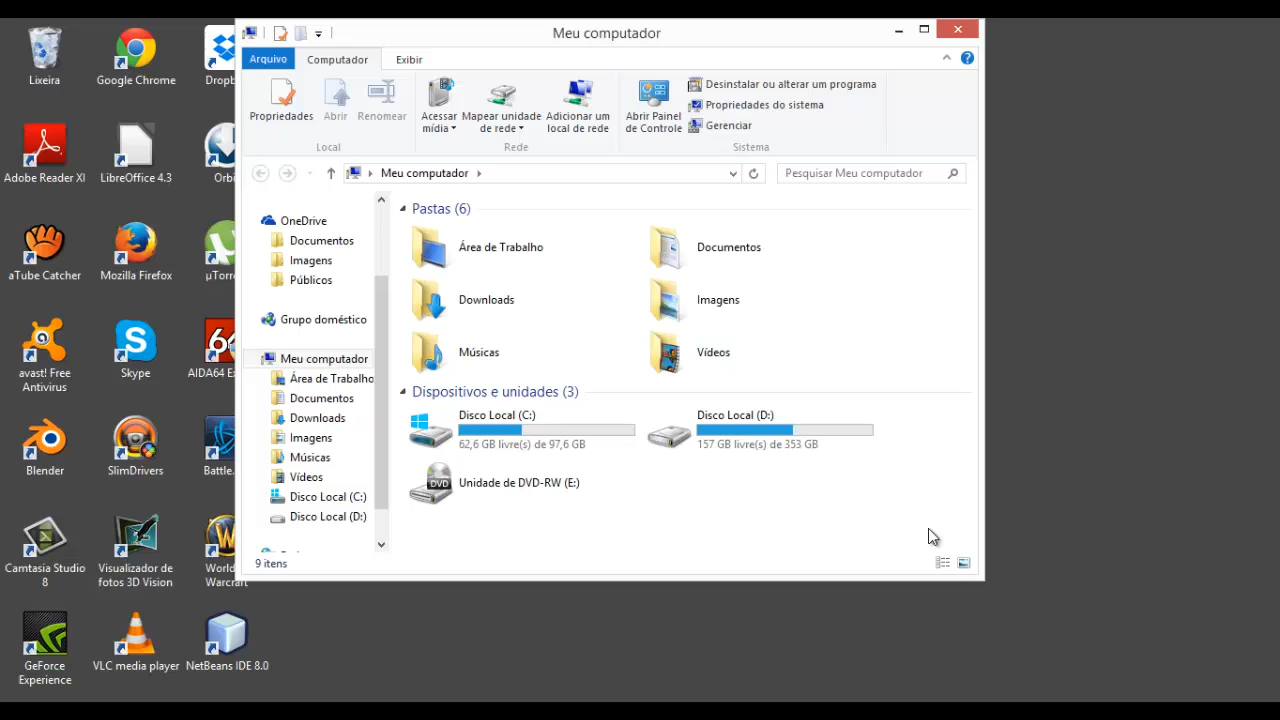 Lixeira
Google Chrome
Dropb
Adobe Reader XI
LibreOffice 4.3
Orbi
aTube Catcher
Mozilla Firefox
µTorre
avast! Free
Antivirus
Skype
AIDA64 Ex
Blender
SlimDrivers
Battle.
Camtasia Studio
8
Visualizador de
fotos 3D Vision
World
Warcraft
GeForce
Experience
VLC media player
NetBeans IDE 8.0
Meu computador
Arquivo
Computador
Exibir
Propriedades
Abrir
Renomear
Local
Acessar
mídia
Mapear unidade
de rede
Adicionar um
local de rede
Rede
Abrir Painel
de Controle
Desinstalar ou alterar um programa
Propriedades do sistema
Gerenciar
Sistema
Meu computador
Pesquisar Meu computador
OneDrive
Documentos
Imagens
Públicos
Grupo doméstico
Meu computador
Área de Trabalho
Documentos
Downloads
Imagens
Músicas
Vídeos
Disco Local (C:)
Disco Local (D:)
Pastas (6)
Área de Trabalho
Documentos
Downloads
Imagens
Músicas
Vídeos
Dispositivos e unidades (3)
Disco Local (C:)
62,6 GB livre(s) de 97,6 GB
Disco Local (D:)
157 GB livre(s) de 353 GB
DVD
Unidade de DVD-RW (E:)
9 itens